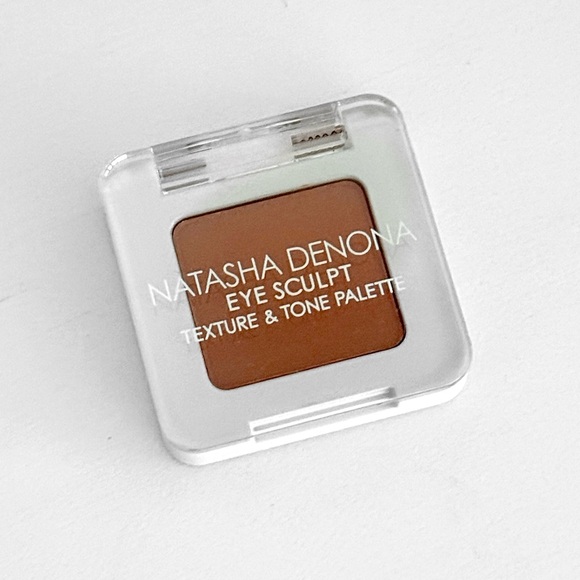 NATASHA DENONA
EYE SCULPT
TEXTURE & TONE PALETTE